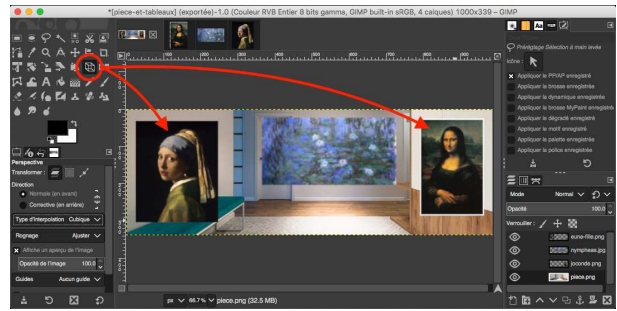 *[piece-et-tableaux] (exportée)-1.0 (Couleur RVB Entier 8 bits gamma, GIMP built-in sRGB, 4 calques) 1000x339 – GIMP
Aa
Préréglage Sélection à main levée
Icône :
Appliquer le PP/AP enregistré
Appliquer la brosse enregistrée
Appliquer la dynamique enregistrée
Appliquer la brosse MyPaint enregistrée
Appliquer le dégradé enregistré
Appliquer le motif enregistré
Appliquer la palette enregistrée
Appliquer la police enregistrée
Perspective
Transformer :
Direction
Normale (en avant)
Corrective (en arrière)
Type d'interpolation Cubique
Rognage Ajuster
Affiche un aperçu de l'image
Opacité de l'image 100.0
Guides Aucun guide
Mode Normal
Opacité 100.0
Verrouiller :
eune-fille.png
nympheas.jpg
joconde.png
piece.png
px 66.7 % piece.png (32.5 MB)